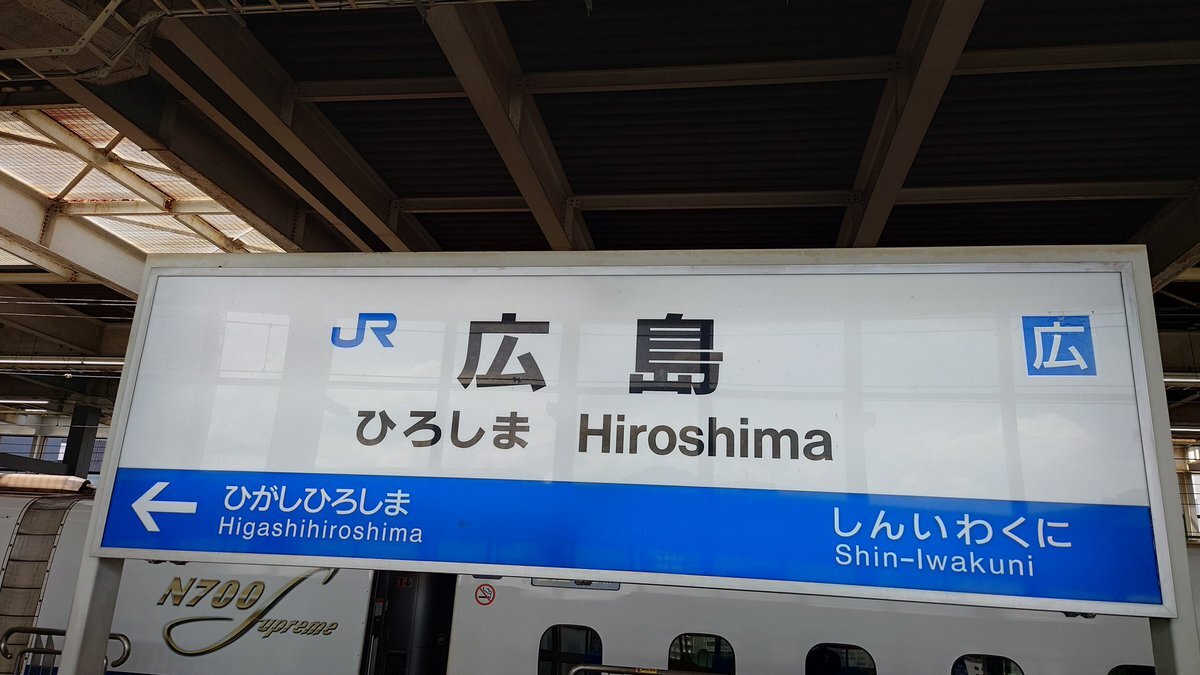 JR 広島 広
ひろしま Hiroshima
← ひがしひろしま
Higashihiroshima
しんいわくに
Shin-Iwakuni
N700 Supreme